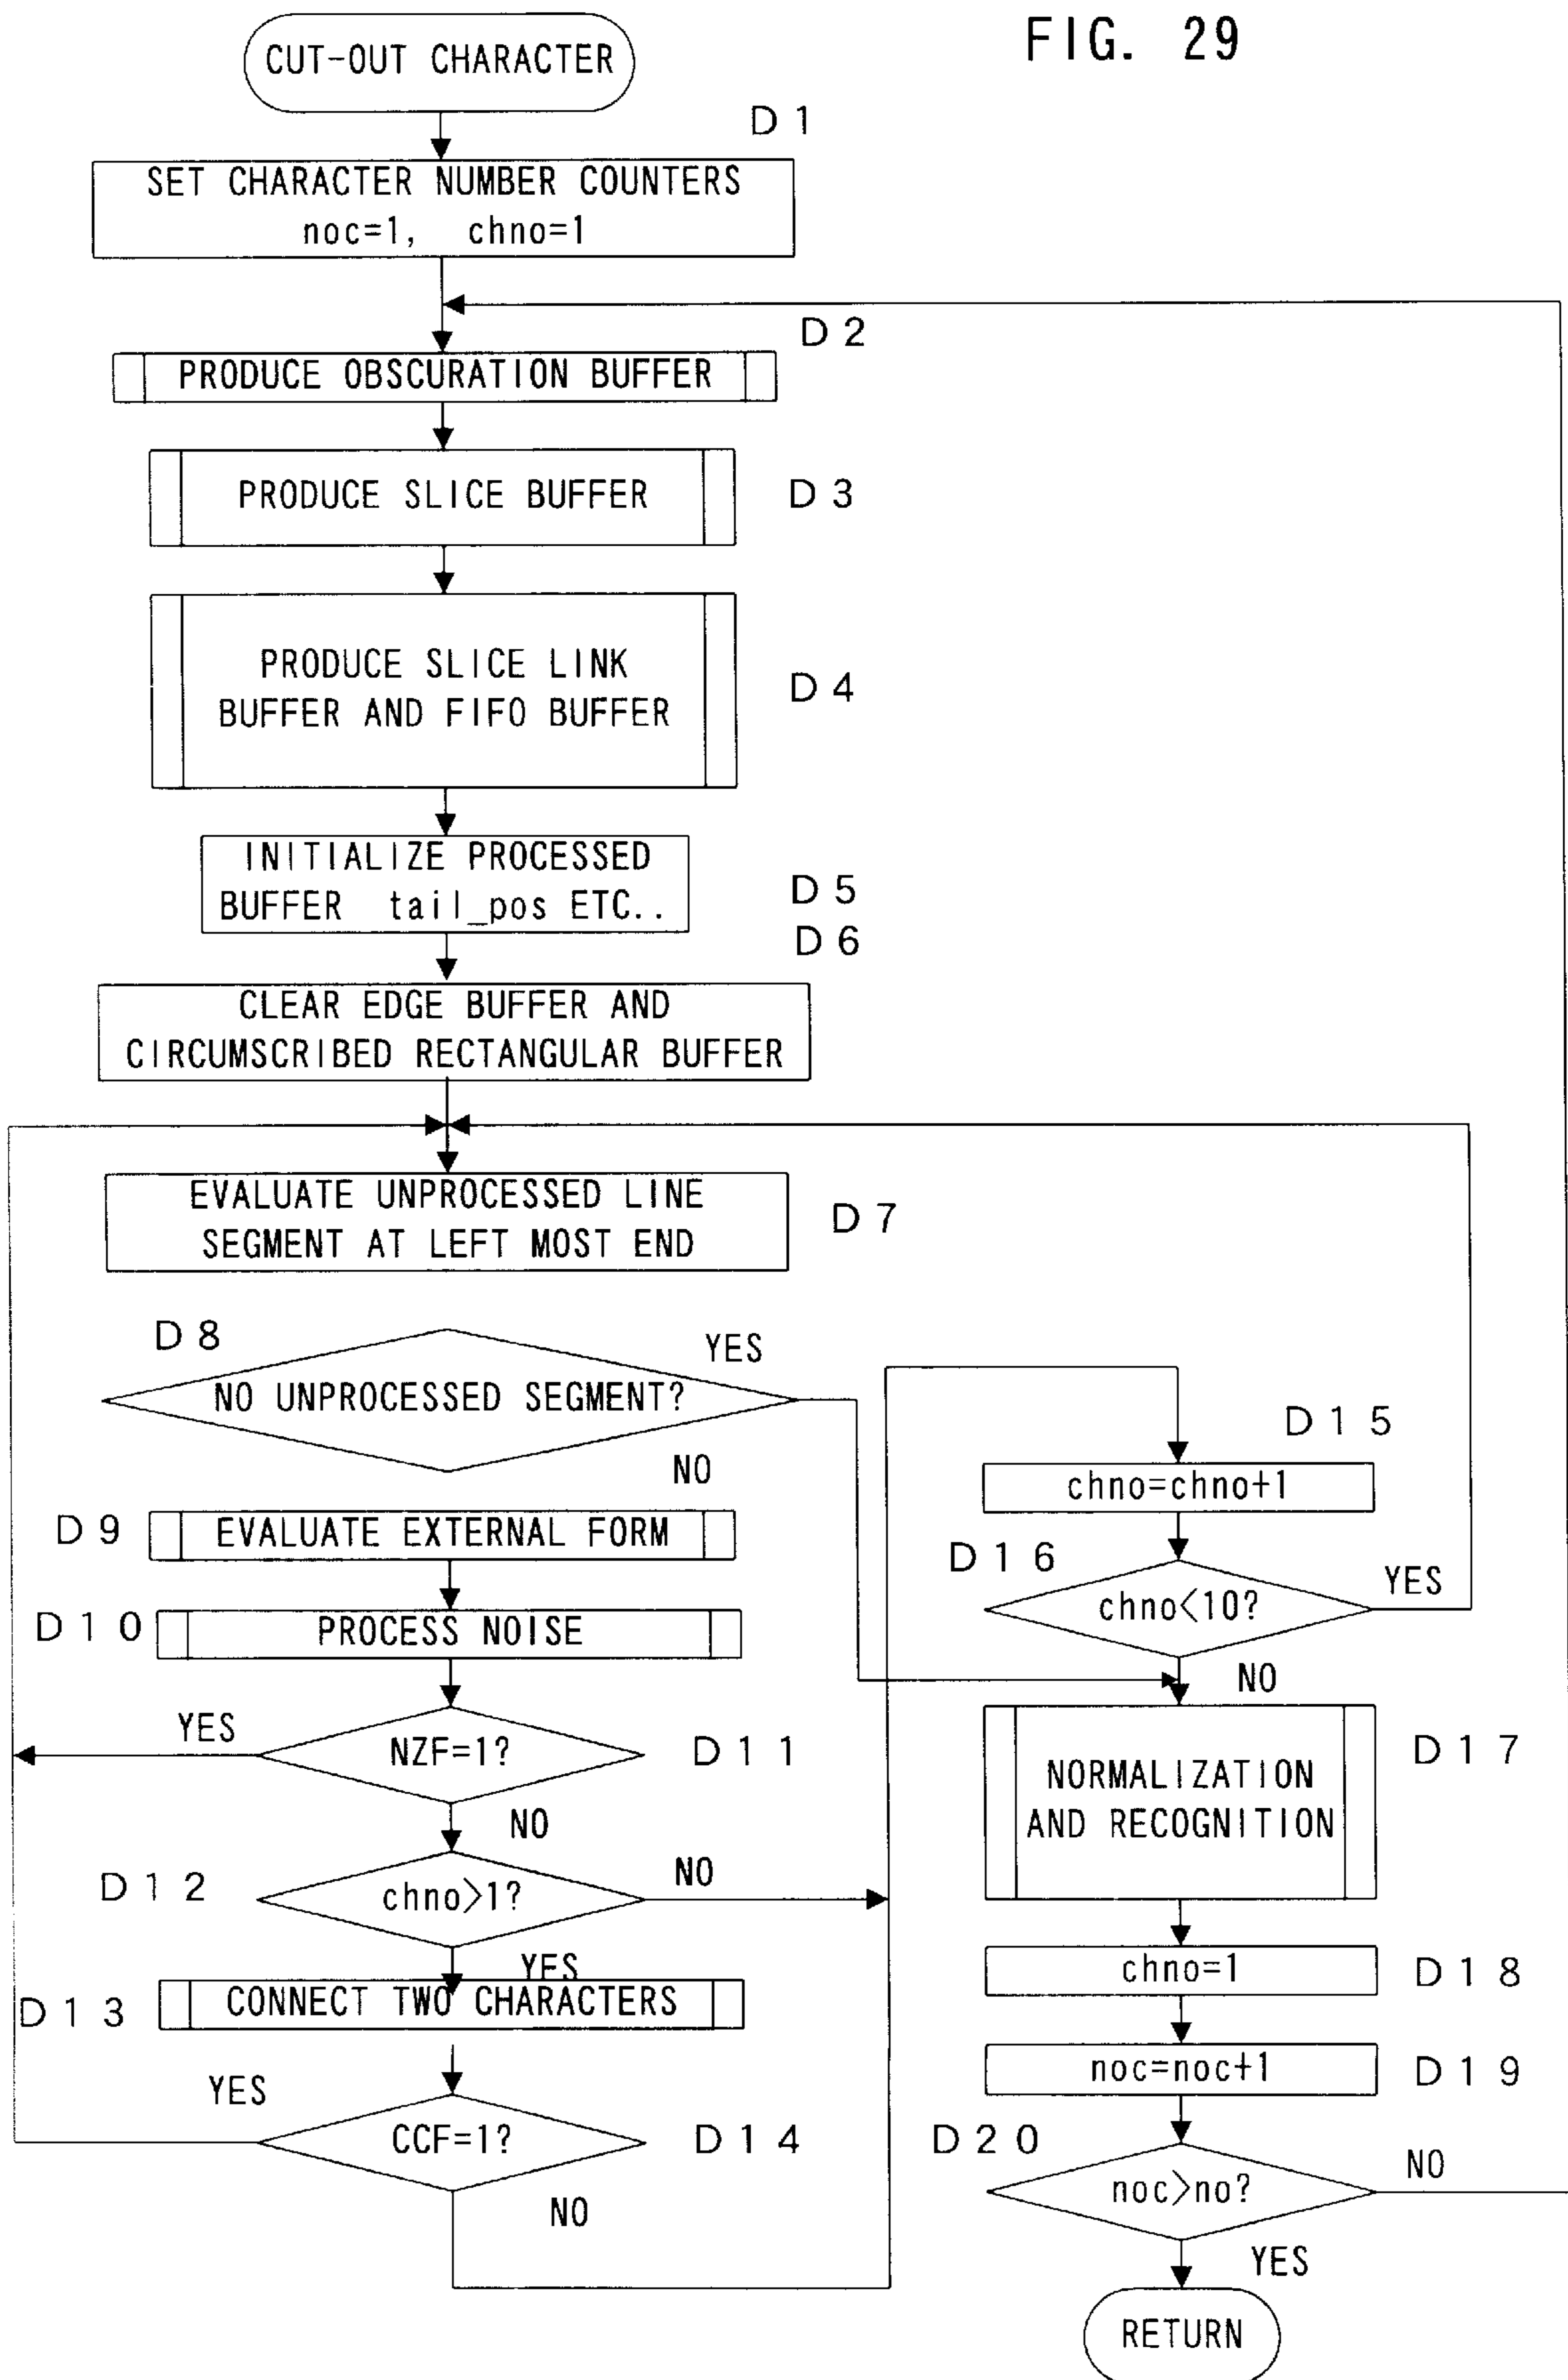 FIG. 29
CUT-OUT CHARACTER
D1
SET CHARACTER NUMBER COUNTERS
noc=1, chno=1
D2
PRODUCE OBSCURATION BUFFER
PRODUCE SLICE BUFFER
D3
PRODUCE SLICE LINK
BUFFER AND FIFO BUFFER
D4
INITIALIZE PROCESSED
BUFFER tail_pos ETC..
D5
D6
CLEAR EDGE BUFFER AND
CIRCUMSCRIBED RECTANGULAR BUFFER
EVALUATE UNPROCESSED LINE
SEGMENT AT LEFT MOST END
D7
D8
YES
NO UNPROCESSED SEGMENT?
NO
D9
EVALUATE EXTERNAL FORM
D10
PROCESS NOISE
YES
NZF=1?
D11
NO
D12
chno>1?
NO
YES
D13
CONNECT TWO CHARACTERS
YES
CCF=1?
D14
NO
D15
chno=chno+1
D16
chno<10?
YES
NO
NORMALIZATION
AND RECOGNITION
D17
chno=1
D18
noc=noc+1
D19
D20
noc>no?
NO
YES
RETURN